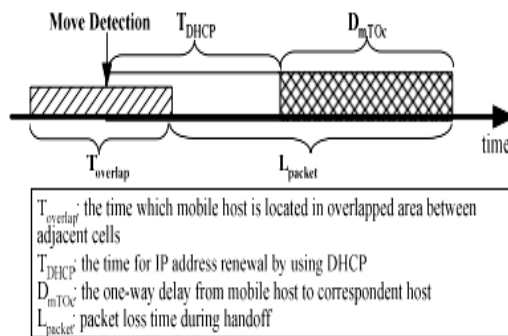 Move Detection
T_DHCP
D_mTOc
time
T_overlap
L_packet
T_overlap: the time which mobile host is located in overlapped area between
adjacent cells
T_DHCP: the time for IP address renewal by using DHCP
D_mTOc: the one-way delay from mobile host to correspondent host
L_packet: packet loss time during handoff